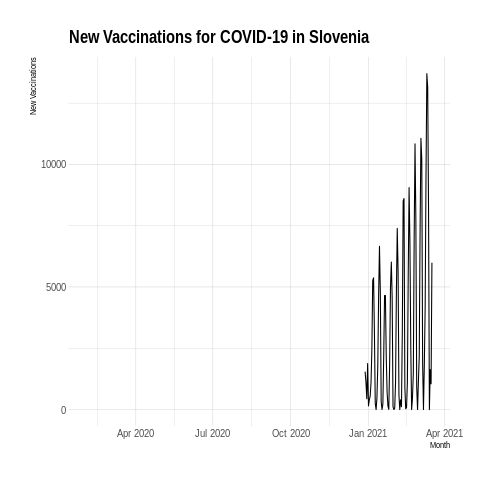 New Vaccinations for COVID-19 in Slovenia
New Vaccinations
10000
5000
0
Apr 2020 Jul 2020 Oct 2020 Jan 2021 Apr 2021
Month